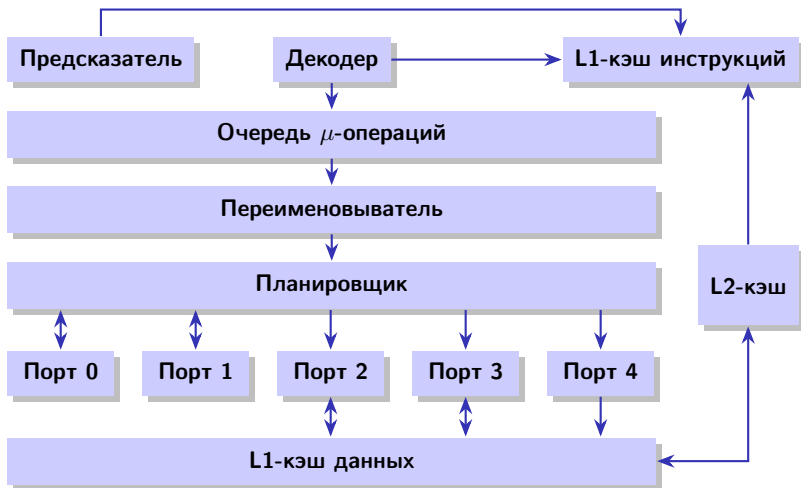 Предсказатель
Декодер
L1-кэш инструкций
Очередь μ-операций
Переименовыватель
Планировщик
L2-кэш
Порт 0
Порт 1
Порт 2
Порт 3
Порт 4
L1-кэш данных